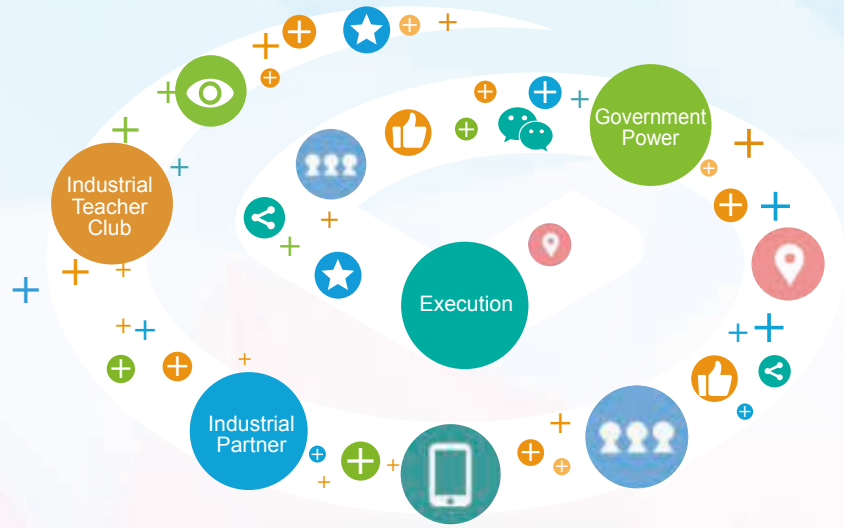 Government
Power
Industrial
Teacher
Club
Execution
Industrial
Partner